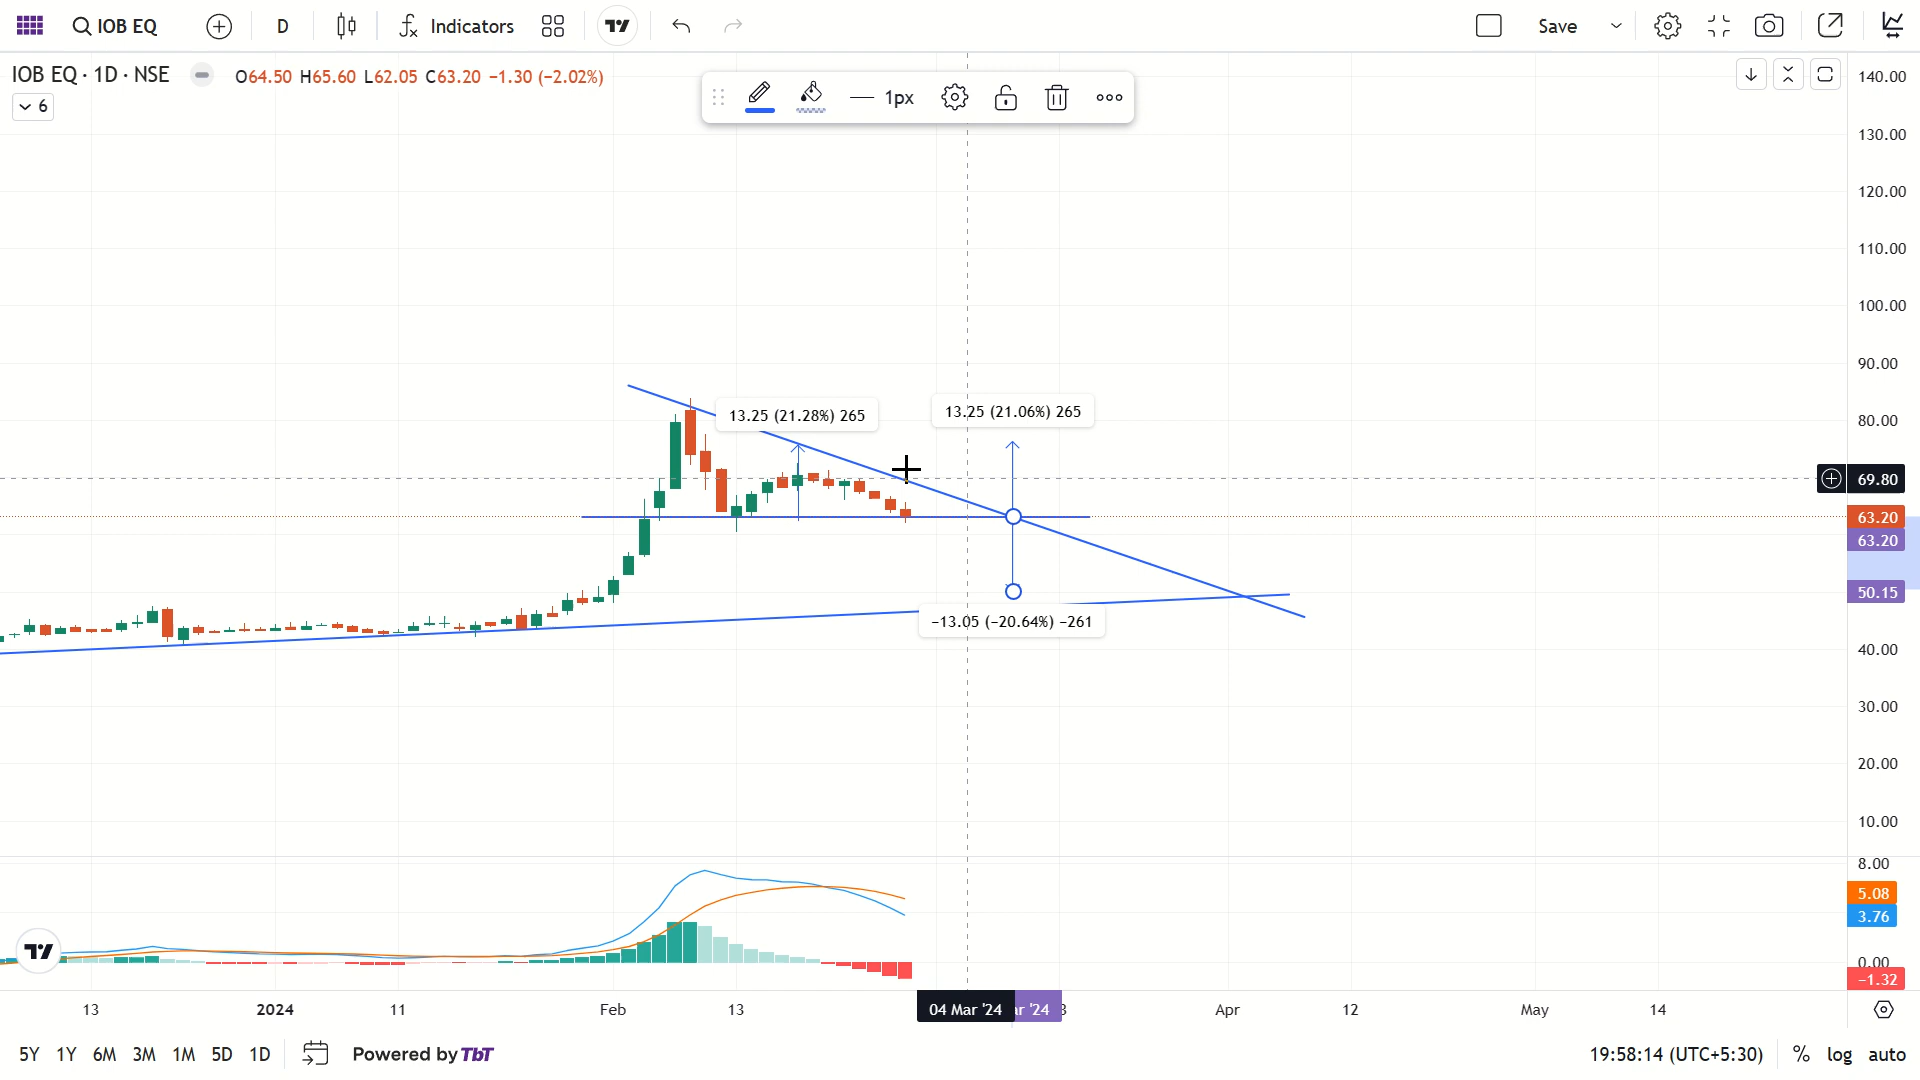 IOB EQ D Indicators Save
IOB EQ · 1D · NSE O64.50 H65.60 L62.05 C63.20 −1.30 (−2.02%)
6
1px
140.00
130.00
120.00
110.00
100.00
90.00
80.00
69.80
63.20
63.20
50.15
40.00
30.00
20.00
10.00
13.25 (21.28%) 265
13.25 (21.06%) 265
−13.05 (−20.64%) −261
8.00
5.08
3.76
0.00
−1.32
13 2024 11 Feb 13 04 Mar '24 '24 Apr 12 May 14
5Y 1Y 6M 3M 1M 5D 1D Powered by TbT 19:58:14 (UTC+5:30) % log auto